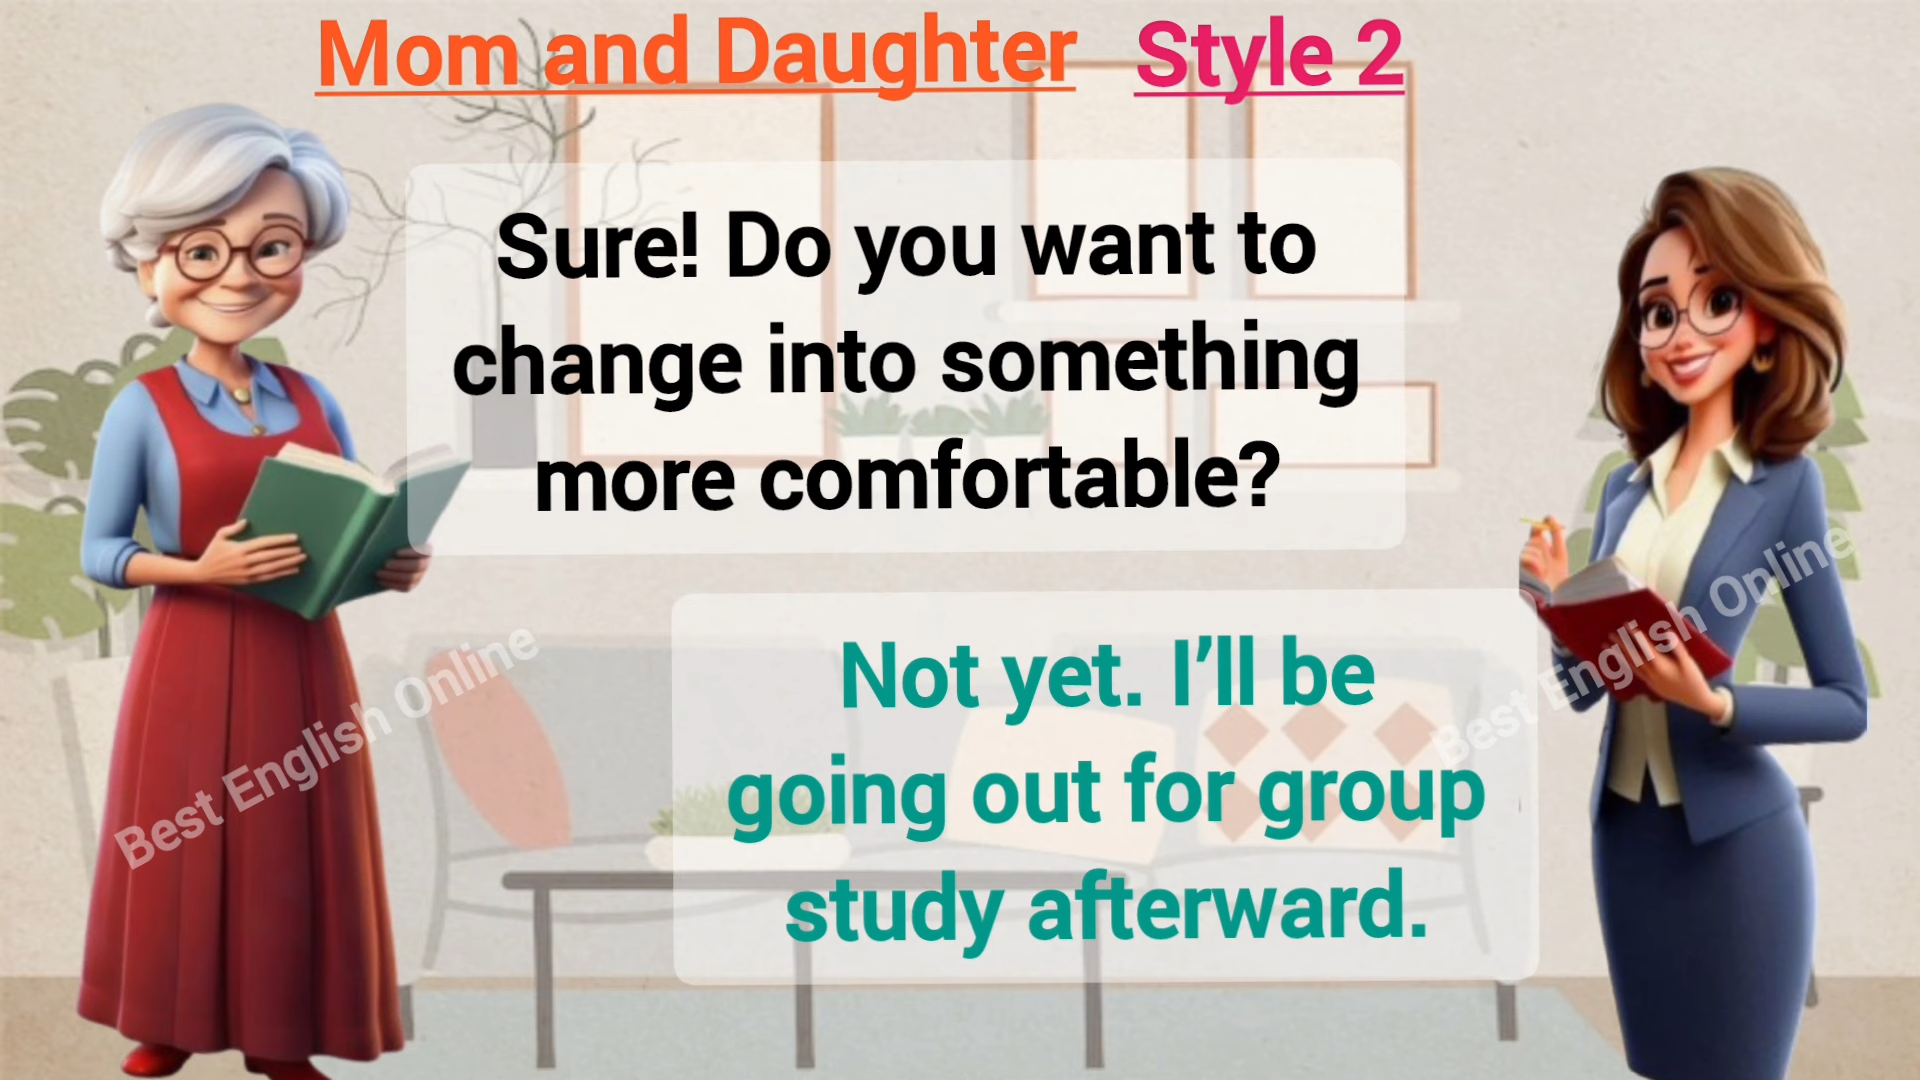 Mom and Daughter Style 2
Sure! Do you want to
change into something
more comfortable?
Not yet. I'll be
going out for group
study afterward.
Best English Online
Best English Online